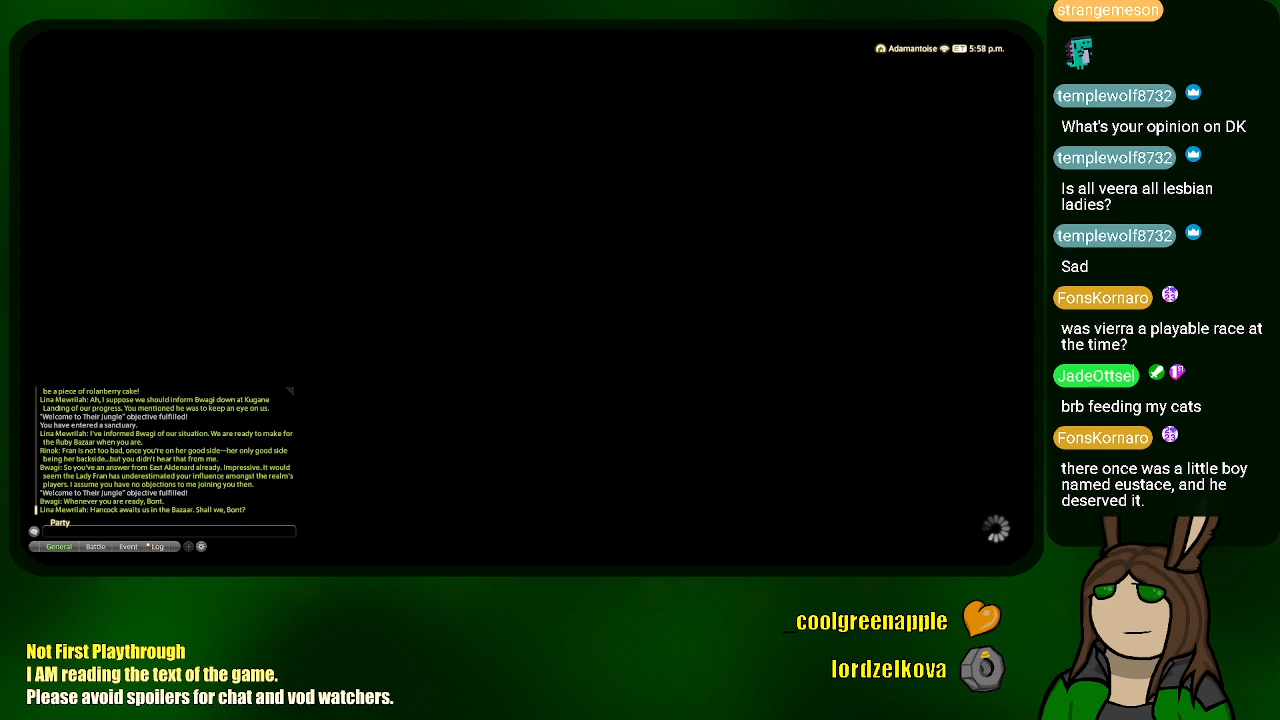 Adamantoise ET 5:58 p.m.
be a piece of rolanberry cake!
Lina Mewrilah: Ah, I suppose we should inform Bwagi down at Kugane
Landing of our progress. You mentioned he was to keep an eye on us.
"Welcome to Their Jungle" objective fulfilled!
You have entered a sanctuary.
Lina Mewrilah: I've informed Bwagi of our situation. We are ready to make for
the Ruby Bazaar when you are.
Rinok: Fran is not too bad, once you're on her good side—her only good side
being her backside...but you didn't hear that from me.
Bwagi: So you've an answer from East Aldenard already. Impressive. It would
seem the Lady Fran has underestimated your influence amongst the realm's
players. I assume you have no objections to me joining you then.
"Welcome to Their Jungle" objective fulfilled!
Bwagi: Whenever you are ready, Bont.
Lina Mewrilah: Hancock awaits us in the Bazaar. Shall we, Bont?
Party
General Battle Event Log
strangemeson
templewolf8732
What's your opinion on DK
templewolf8732
Is all veera all lesbian
ladies?
templewolf8732
Sad
FonsKornaro
was vierra a playable race at
the time?
JadeOttsel
brb feeding my cats
FonsKornaro
there once was a little boy
named eustace, and he
deserved it.
_coolgreenapple
lordzelkova
Not First Playthrough
I AM reading the text of the game.
Please avoid spoilers for chat and vod watchers.